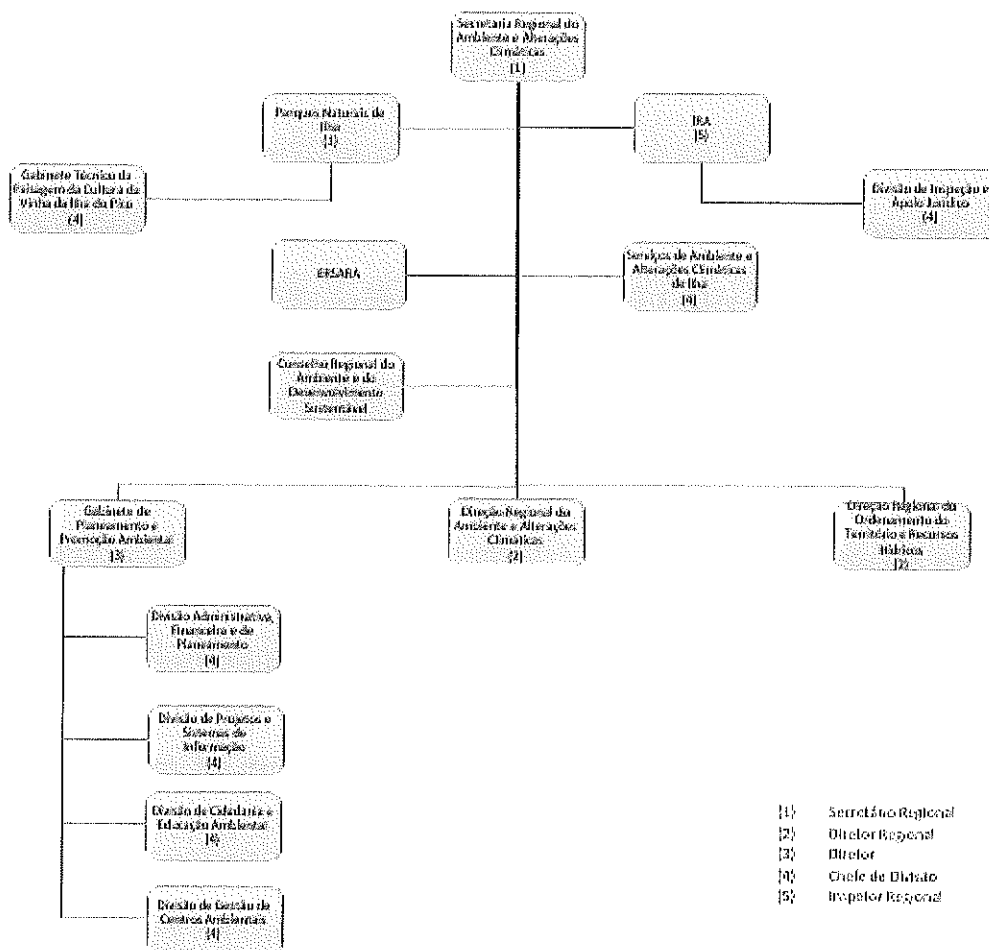 Secretaria Regional do
Ambiente e Alterações
Climáticas
[1]
Parques Naturais de
Ilha
(3)
IRA
(5)
Gabinete Técnico da
Paisagem da Cultura da
Vinha da Ilha do Pico
(4)
Divisão de Inspeção e
Apoio Jurídico
(4)
ERSARA
Serviços de Ambiente e
Alterações Climáticas
de Ilha
(4)
Conselho Regional do
Ambiente e do
Desenvolvimento
Sustentável
Gabinete de
Planeamento e
Promoção Ambiental
(3)
Direção Regional do
Ambiente e Alterações
Climáticas
[2]
Direção Regional do
Ordenamento do
Território e Recursos
Hídricos
[2]
Divisão Administrativa,
Financeira e de
Planeamento
[4]
Divisão de Projetos e
Sistemas de
Informação
[4]
Divisão de Cidadania e
Educação Ambiental
[4]
Divisão de Gestão de
Centros Ambientais
[4]
[1] Secretário Regional
[2] Diretor Regional
[3] Diretor
[4] Chefe de Divisão
[5] Inspetor Regional